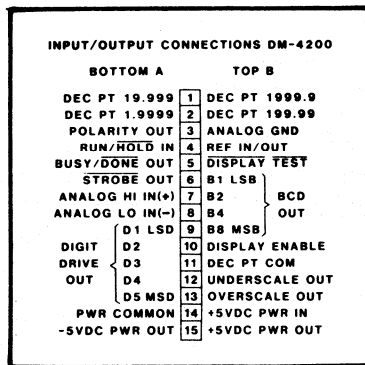 INPUT/OUTPUT CONNECTIONS DM-4200
BOTTOM A TOP B
DEC PT 19.999 1 DEC PT 1999.9
DEC PT 1.9999 2 DEC PT 199.99
POLARITY OUT 3 ANALOG GND
RUN/HOLD IN 4 REF IN/OUT
BUSY/DONE OUT 5 DISPLAY TEST
STROBE OUT 6 B1 LSB
ANALOG HI IN(+) 7 B2 BCD
ANALOG LO IN(-) 8 B4 OUT
D1 LSD 9 B8 MSB
DIGIT D2 10 DISPLAY ENABLE
DRIVE D3 11 DEC PT COM
OUT D4 12 UNDERSCALE OUT
D5 MSD 13 OVERSCALE OUT
PWR COMMON 14 +5VDC PWR IN
-5VDC PWR OUT 15 +5VDC PWR OUT